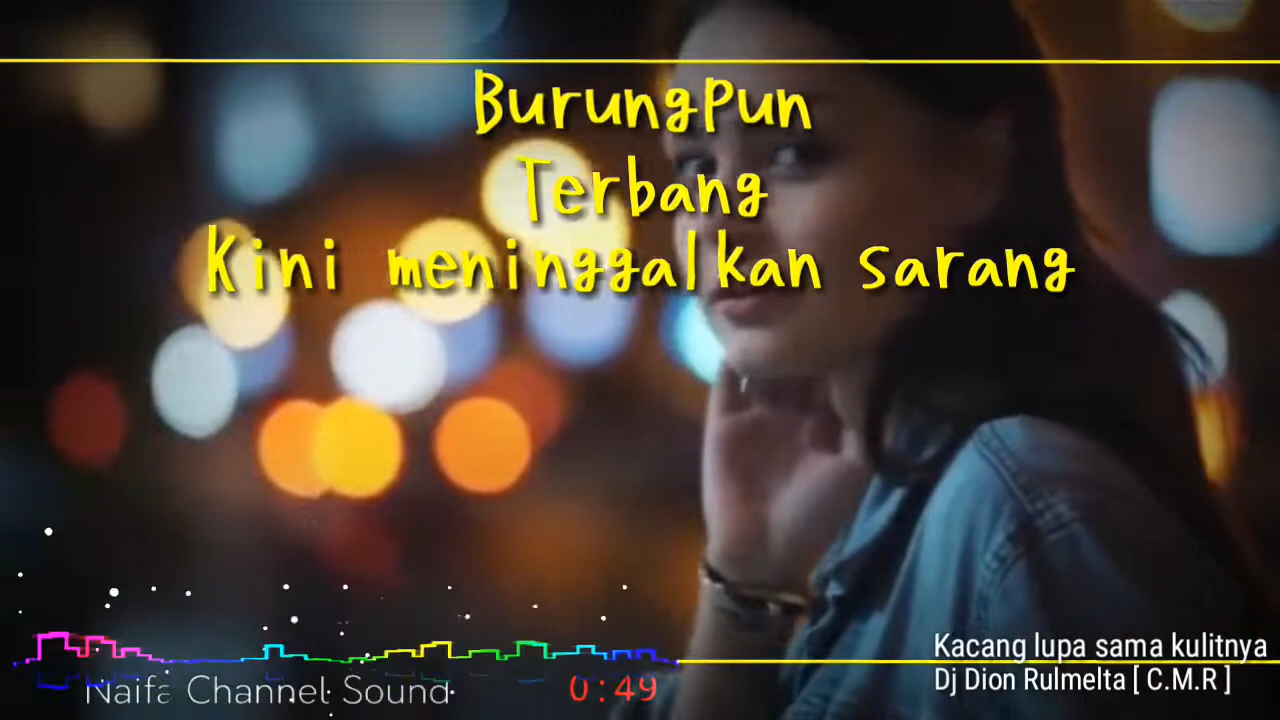 BurungPun
Terbang
Kini meninggalkan sarang
Kacang lupa sama kulitnya
Dj Dion Rulmelta [ C.M.R ]
Naifa Channel Sound
0:49